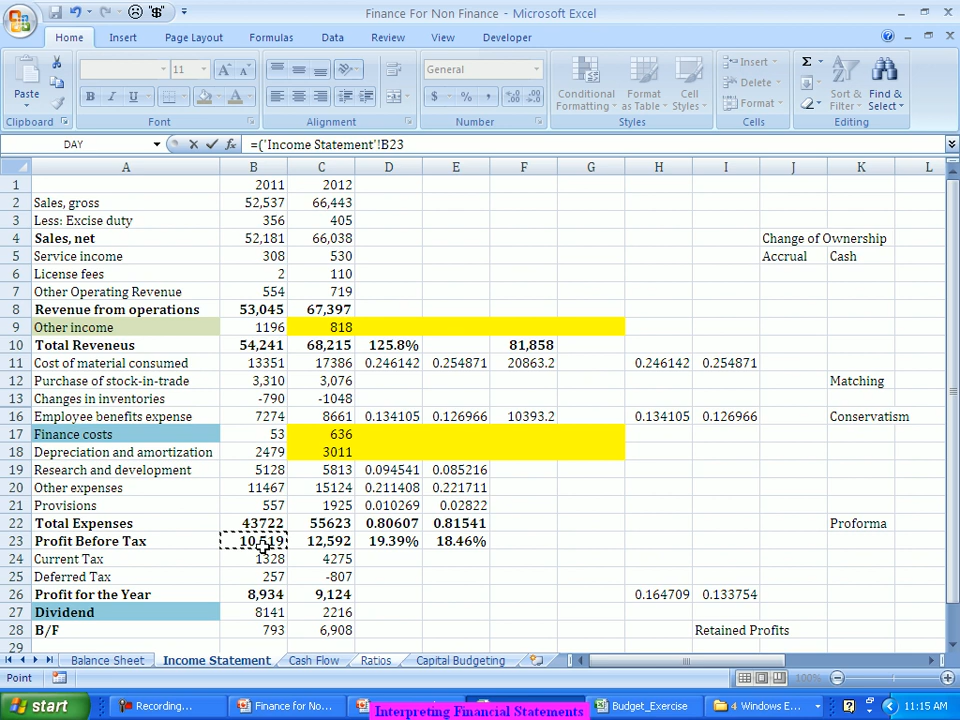 Finance For Non Finance - Microsoft Excel
Home Insert Page Layout Formulas Data Review View Developer
Paste
11
B I U
General
$ % ,
Conditional Formatting
Format as Table
Cell Styles
Insert
Delete
Format
Sort & Filter
Find & Select
Clipboard Font Alignment Number Styles Cells Editing
DAY =('Income Statement'!B23
A B C D E F G H I J K L
1 2011 2012
2 Sales, gross 52,537 66,443
3 Less: Excise duty 356 405
4 Sales, net 52,181 66,038 Change of Ownership
5 Service income 308 530 Accrual Cash
6 License fees 2 110
7 Other Operating Revenue 554 719
8 Revenue from operations 53,045 67,397
9 Other income 1196 818
10 Total Reveneus 54,241 68,215 125.8% 81,858
11 Cost of material consumed 13351 17386 0.246142 0.254871 20863.2 0.246142 0.254871
12 Purchase of stock-in-trade 3,310 3,076 Matching
13 Changes in inventories -790 -1048
16 Employee benefits expense 7274 8661 0.134105 0.126966 10393.2 0.134105 0.126966 Conservatism
17 Finance costs 53 636
18 Depreciation and amortization 2479 3011
19 Research and development 5128 5813 0.094541 0.085216
20 Other expenses 11467 15124 0.211408 0.221711
21 Provisions 557 1925 0.010269 0.02822
22 Total Expenses 43722 55623 0.80607 0.81541 Proforma
23 Profit Before Tax 10,519 12,592 19.39% 18.46%
24 Current Tax 1328 4275
25 Deferred Tax 257 -807
26 Profit for the Year 8,934 9,124 0.164709 0.133754
27 Dividend 8141 2216
28 B/F 793 6,908 Retained Profits
29
Balance Sheet Income Statement Cash Flow Ratios Capital Budgeting
Point 100%
start Recording... Finance for No... Budget_Exercise 4 Windows E... 11:15 AM
Interpreting Financial Statements